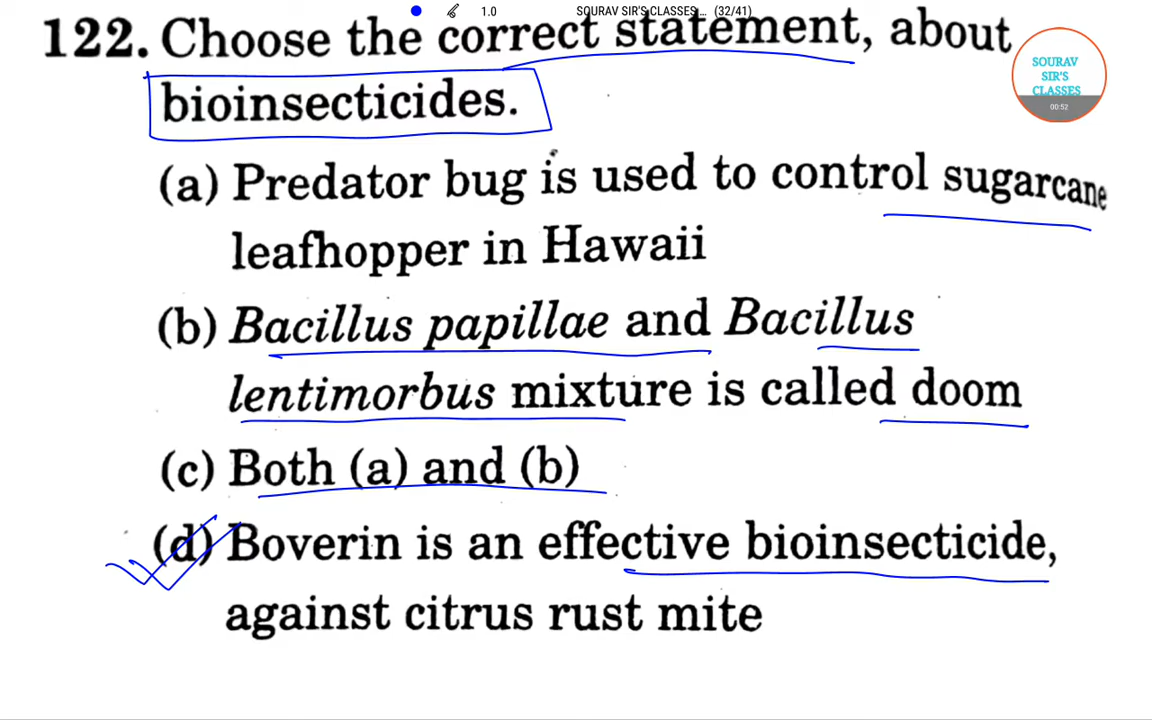 1.0 SOURAV SIR'S CLASSES ... (32/41)
122. Choose the correct statement, about
SOURAV
SIR'S
CLASSES
00:52
bioinsecticides.
(a) Predator bug is used to control sugarcane
leafhopper in Hawaii
(b) Bacillus papillae and Bacillus
lentimorbus mixture is called doom
(c) Both (a) and (b)
(d) Boverin is an effective bioinsecticide,
against citrus rust mite